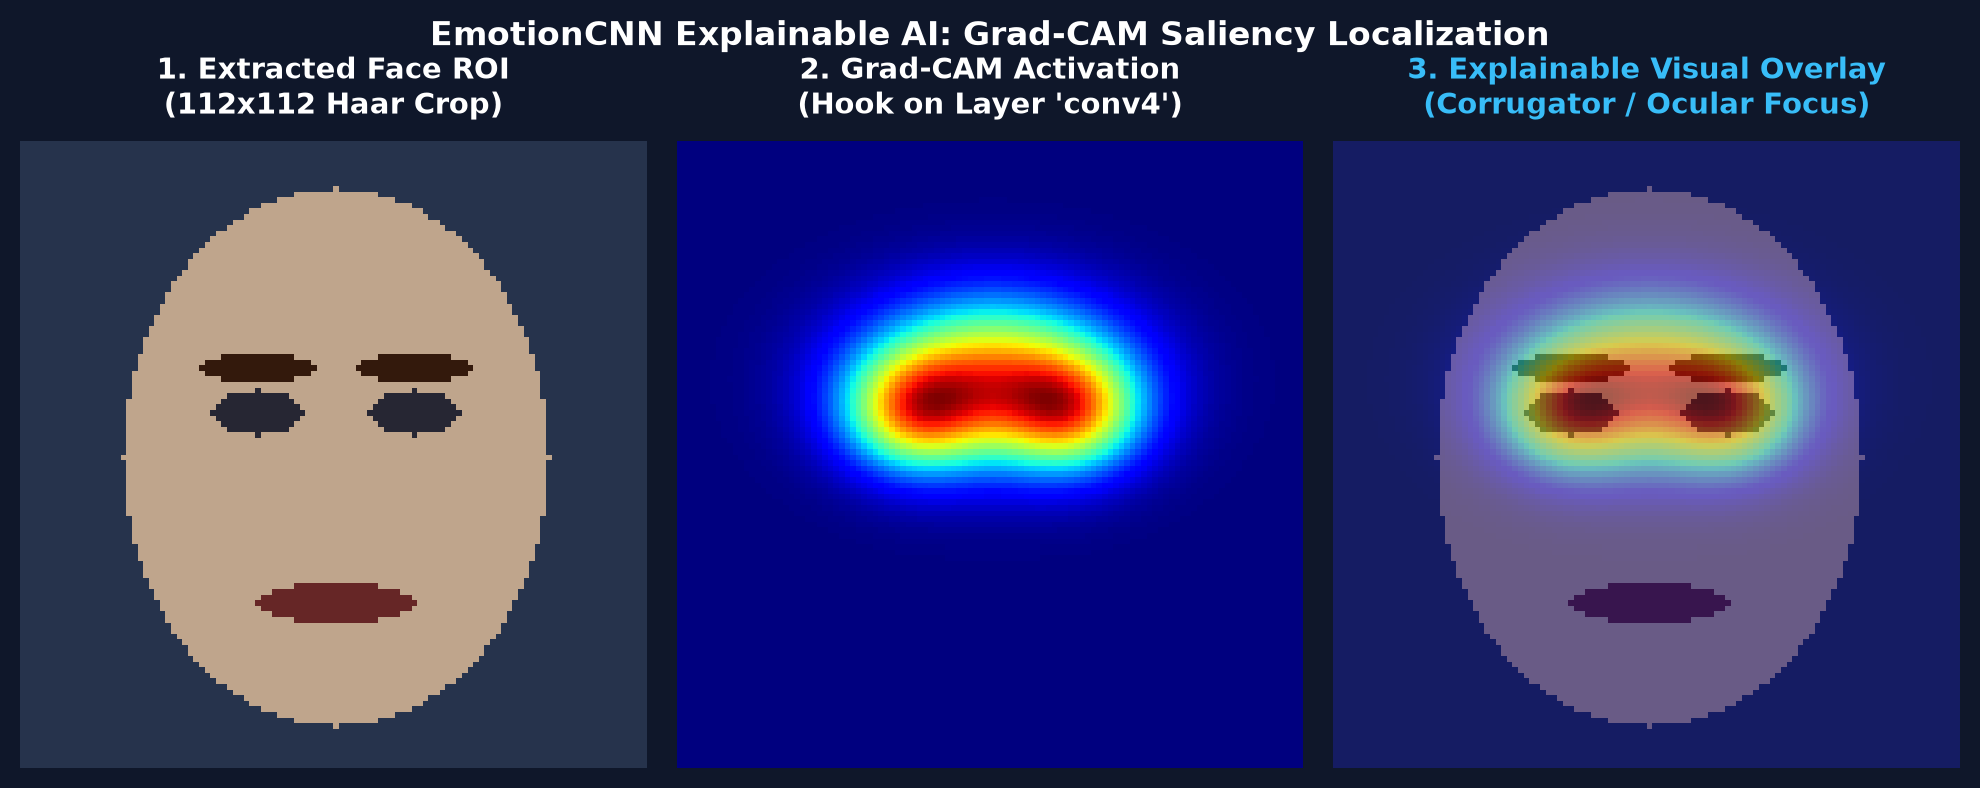 EmotionCNN Explainable AI: Grad-CAM Saliency Localization
1. Extracted Face ROI
(112x112 Haar Crop)
2. Grad-CAM Activation
(Hook on Layer 'conv4')
3. Explainable Visual Overlay
(Corrugator / Ocular Focus)